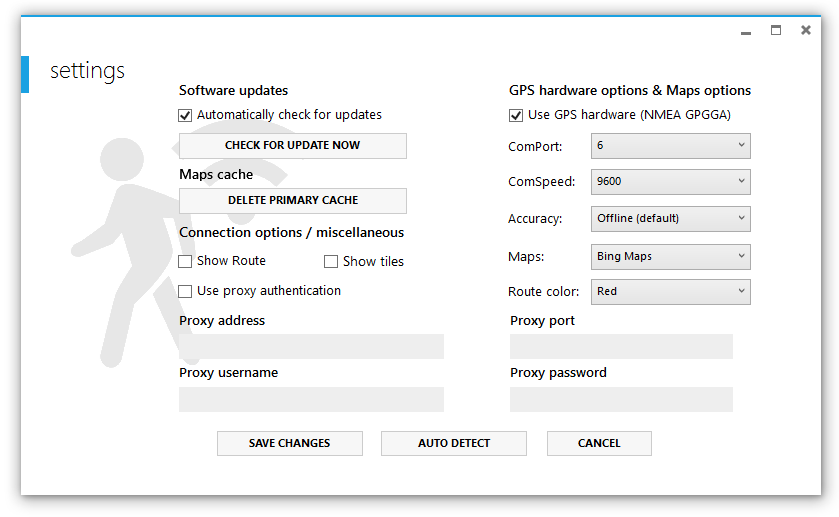 settings
Software updates
Automatically check for updates
CHECK FOR UPDATE NOW
Maps cache
DELETE PRIMARY CACHE
Connection options / miscellaneous
Show Route
Show tiles
Use proxy authentication
GPS hardware options & Maps options
Use GPS hardware (NMEA GPGGA)
ComPort: 6
ComSpeed: 9600
Accuracy: Offline (default)
Maps: Bing Maps
Route color: Red
Proxy address
Proxy port
Proxy username
Proxy password
SAVE CHANGES
AUTO DETECT
CANCEL